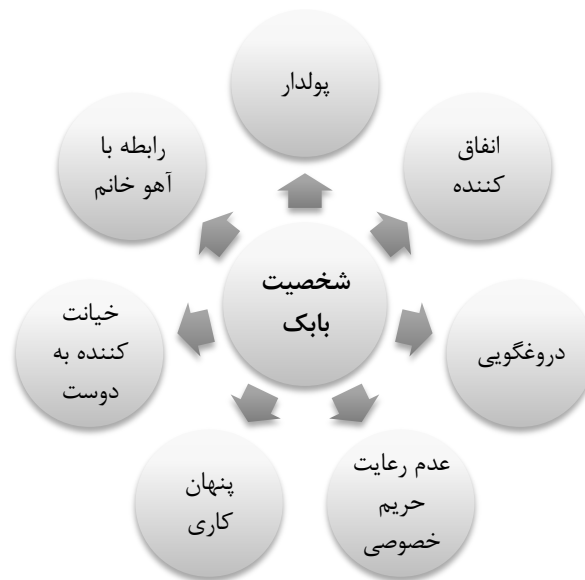 پولدار
انفاق
کننده
دروغگویی
عدم رعایت
حریم
خصوصی
پنهان
کاری
خیانت
کننده به
دوست
رابطه با
آهو خانم
شخصیت
بابک